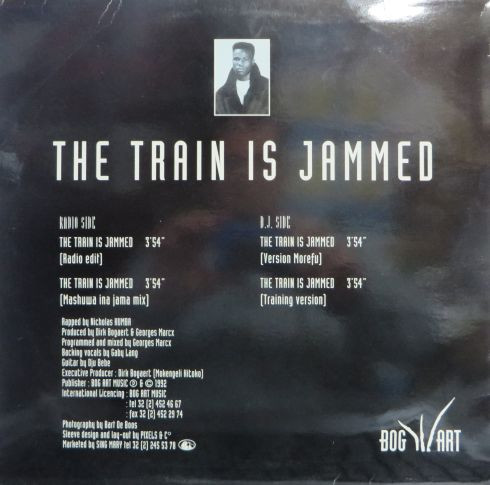 THE TRAIN IS JAMMED
RADIO SIDE
THE TRAIN IS JAMMED 3'54"
(Radio edit)
THE TRAIN IS JAMMED 3'54"
(Mashuwa ina jama mix)
D.J. SIDE
THE TRAIN IS JAMMED 3'54"
(Version Morefu)
THE TRAIN IS JAMMED 3'54"
(Training version)
Rapped by Nicholas KUMBA
Produced by Dirk Bogaert & Georges Marcx
Programmed and mixed by Georges Marcx
Backing vocals by Gaby Lang
Guitar by Dju Bebe
Executive Producer : Dirk Bogaert (Mokengeli Kitoko)
Publisher : BOG ART MUSIC ℗ & © 1992
International Licencing : BOG ART MUSIC
: tel 32 (2) 452 46 67
: fax 32 (2) 452 29 74
Photography by Bart De Boos
Sleeve design and lay-out by PIXELS & C°
Marketed by SING MARY tel 32 (2) 245 53 78
BOG ART